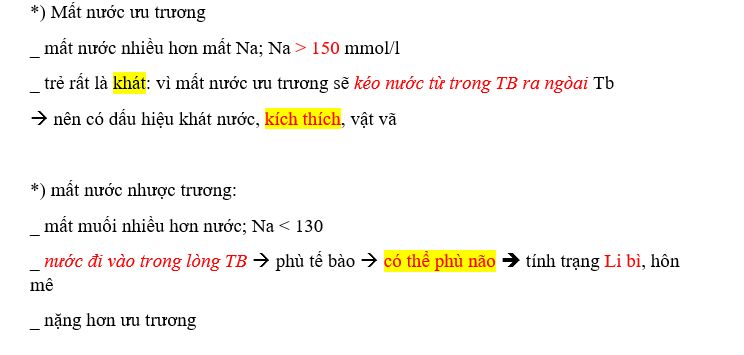 *) Mất nước ưu trương
_ mất nước nhiều hơn mất Na; Na > 150 mmol/l
_ trẻ rất là khát: vì mất nước ưu trương sẽ kéo nước từ trong TB ra ngòai Tb
→ nên có dấu hiệu khát nước, kích thích, vật vã
*) mất nước nhược trương:
_ mất muối nhiều hơn nước; Na < 130
_ nước đi vào trong lòng TB → phù tế bào → có thể phù não ➔ tính trạng Li bì, hôn
mê
_ nặng hơn ưu trương